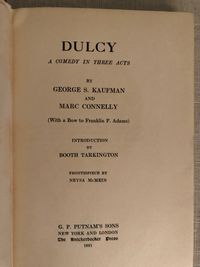 DULCY
A COMEDY IN THREE ACTS
BY
GEORGE S. KAUFMAN
AND
MARC CONNELLY
(With a Bow to Franklin P. Adams)
INTRODUCTION
BY
BOOTH TARKINGTON
FRONTISPIECE BY
NEYSA McMEIN
G. P. PUTNAM'S SONS
NEW YORK AND LONDON
The Knickerbocker Press
1921